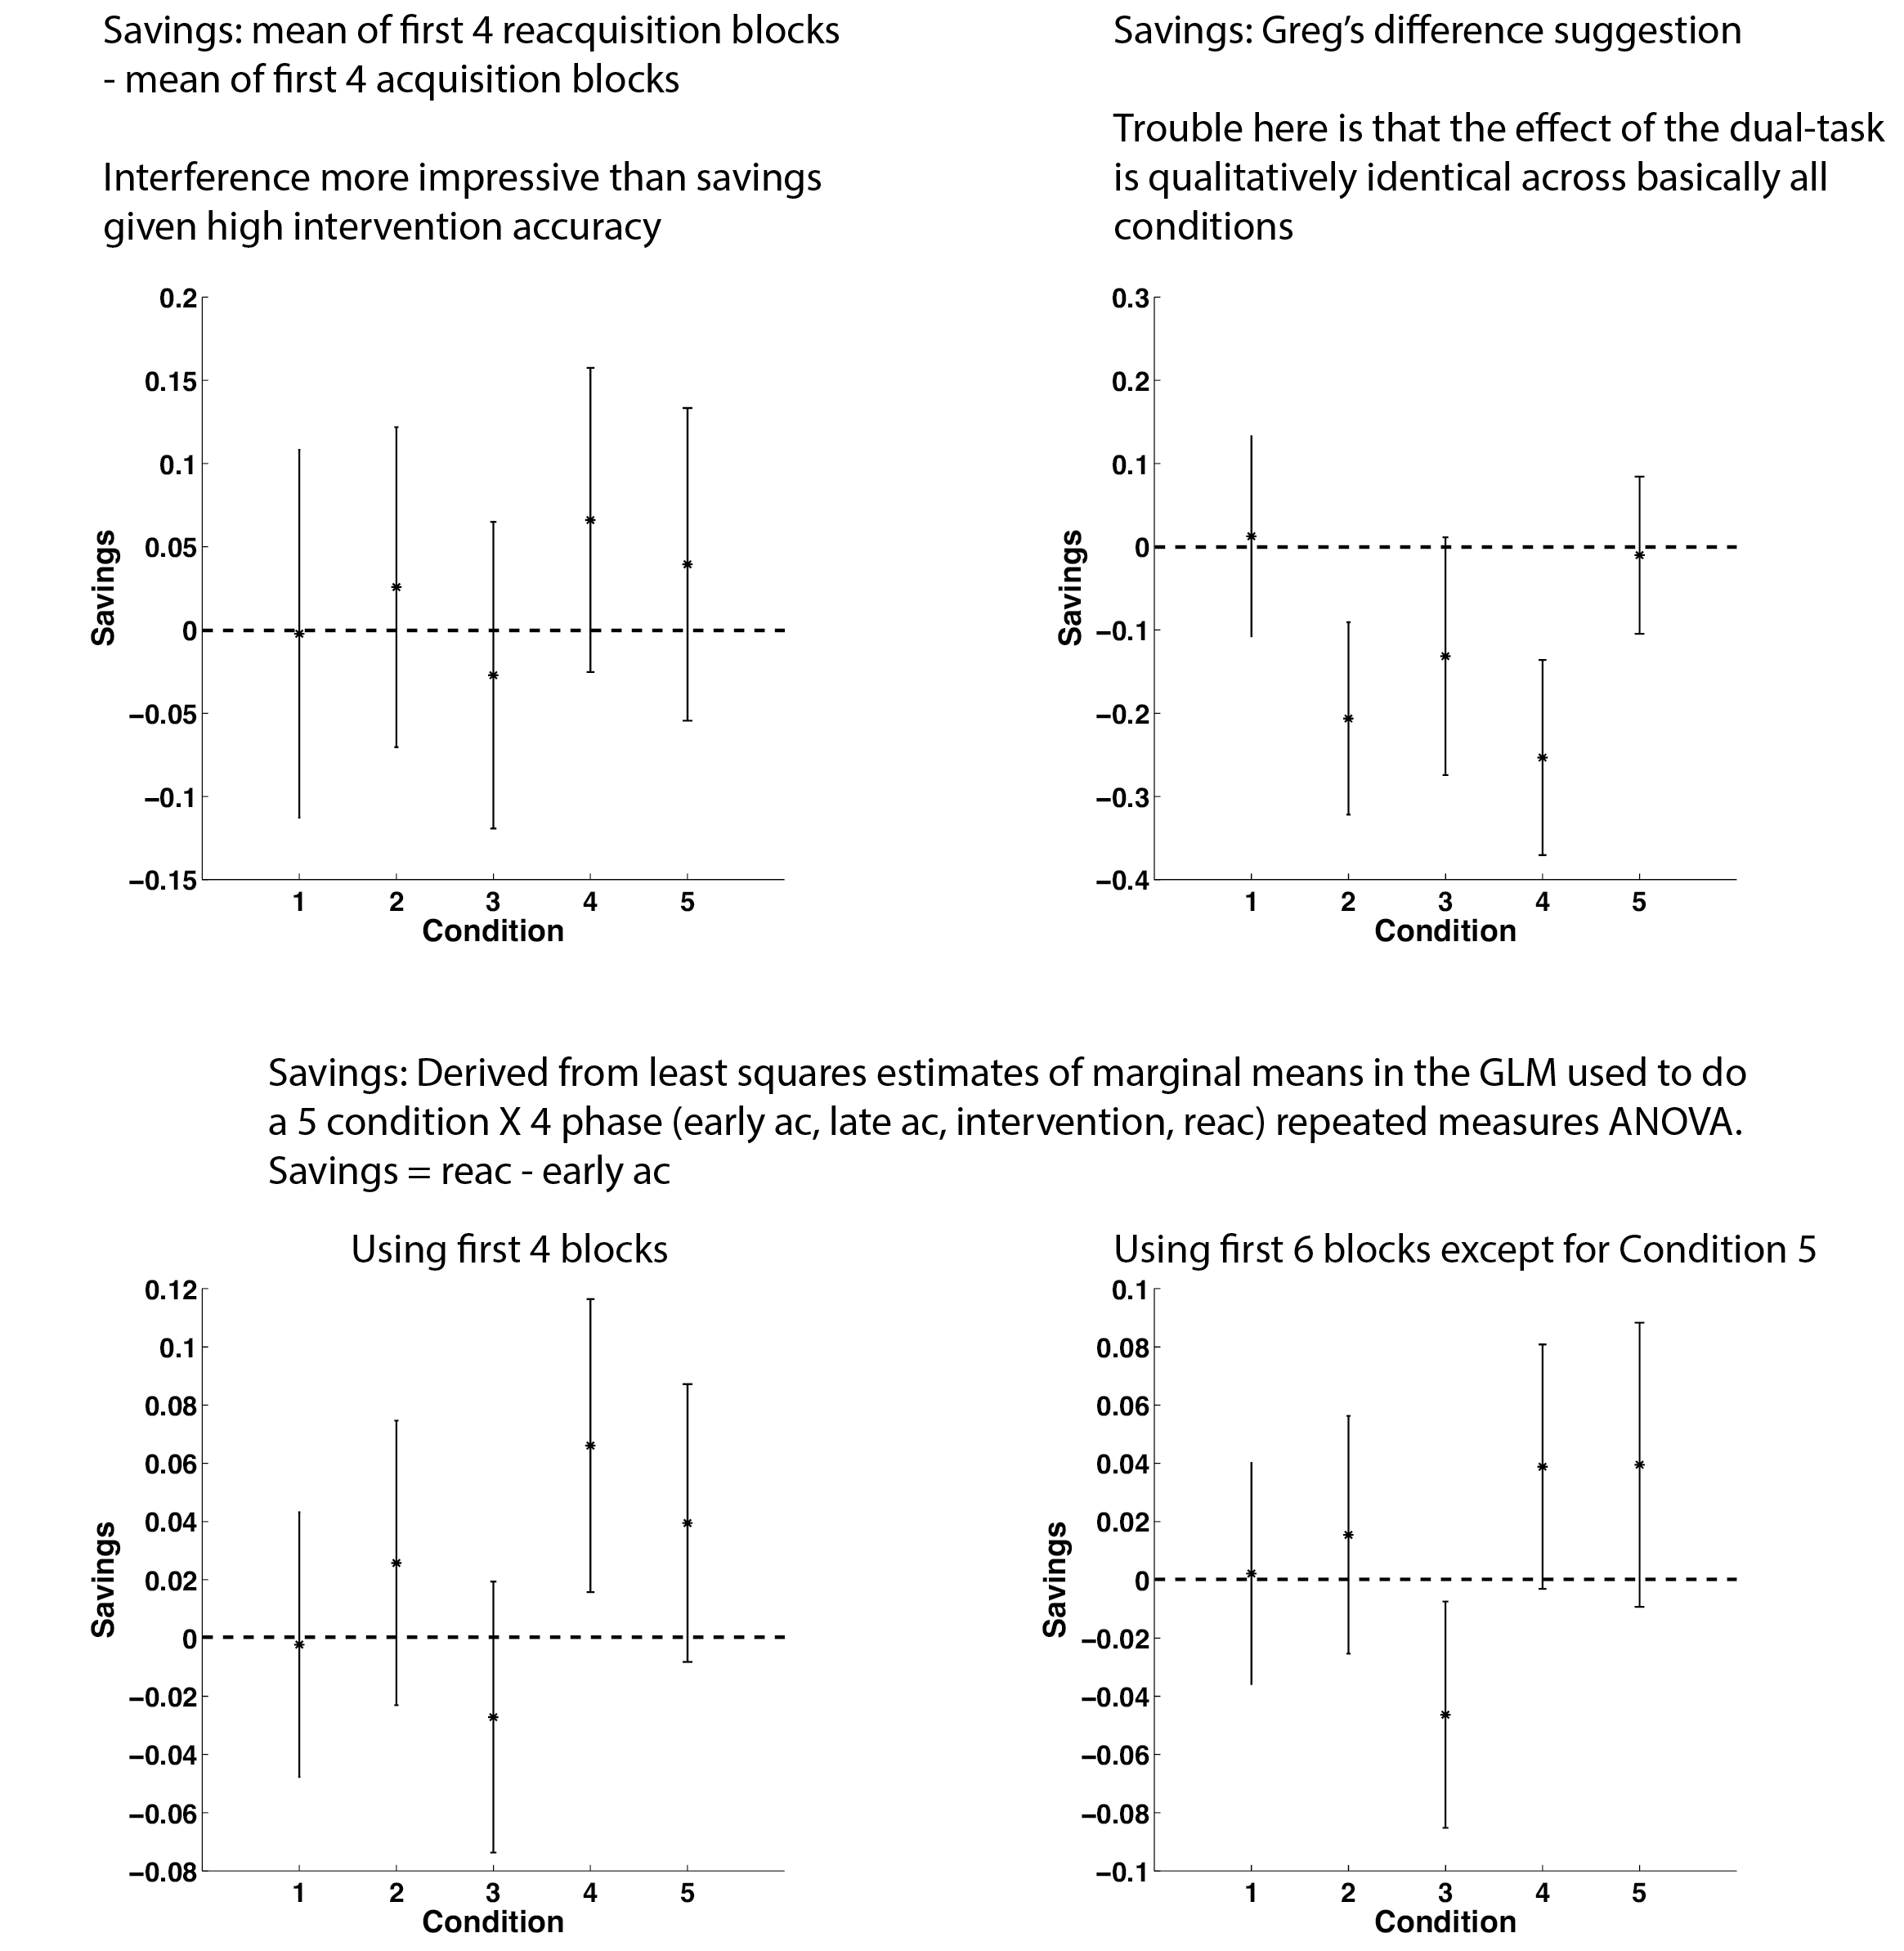 Savings: mean of first 4 reacquisition blocks
- mean of first 4 acquisition blocks
Interference more impressive than savings
given high intervention accuracy
0.2
0.15
0.1
0.05
0
−0.05
−0.1
−0.15
Savings
1 2 3 4 5
Condition
Savings: Greg’s difference suggestion
Trouble here is that the effect of the dual-task
is qualitatively identical across basically all
conditions
0.3
0.2
0.1
0
−0.1
−0.2
−0.3
−0.4
Savings
1 2 3 4 5
Condition
Savings: Derived from least squares estimates of marginal means in the GLM used to do
a 5 condition X 4 phase (early ac, late ac, intervention, reac) repeated measures ANOVA.
Savings = reac - early ac
Using first 4 blocks
0.12
0.1
0.08
0.06
0.04
0.02
0
−0.02
−0.04
−0.06
−0.08
Savings
1 2 3 4 5
Condition
Using first 6 blocks except for Condition 5
0.1
0.08
0.06
0.04
0.02
0
−0.02
−0.04
−0.06
−0.08
−0.1
Savings
1 2 3 4 5
Condition